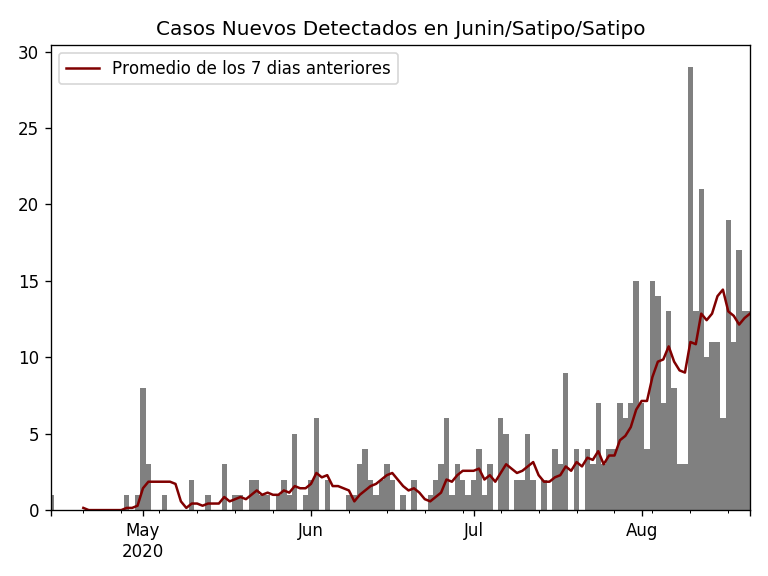 Casos Nuevos Detectados en Junin/Satipo/Satipo
Promedio de los 7 dias anteriores
30
25
20
15
10
5
0
May Jun Jul Aug
2020